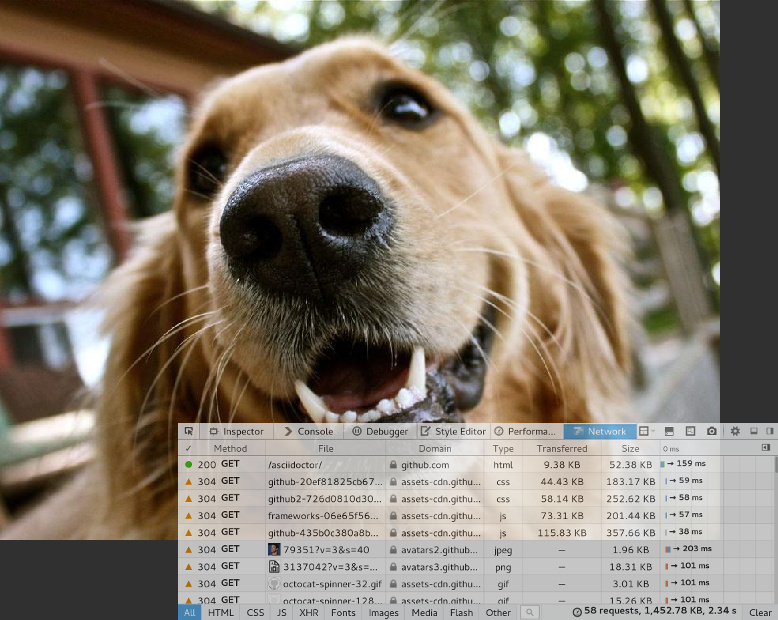 Inspector Console Debugger Style Editor Performa... Network
✓ Method File Domain Type Transferred Size 0 ms
200 GET /asciidoctor/ github.com html 9.38 KB 52.38 KB → 159 ms
304 GET github-20ef81825cb67... assets-cdn.githu... css 44.43 KB 183.17 KB → 59 ms
304 GET github2-726d0810d30... assets-cdn.githu... css 58.14 KB 252.62 KB → 58 ms
304 GET frameworks-06e65f56... assets-cdn.githu... js 73.31 KB 201.44 KB → 57 ms
304 GET github-435b0c380a8b... assets-cdn.githu... js 115.83 KB 357.66 KB → 38 ms
304 GET 79351?v=3&s=40 avatars2.github... jpeg — 1.96 KB → 203 ms
304 GET 3137042?v=3&s=... avatars3.github... png — 18.31 KB → 101 ms
304 GET octocat-spinner-32.gif assets-cdn.githu... gif — 3.01 KB → 101 ms
304 GET octocat-spinner-128... assets-cdn.githu... gif — 15.26 KB → 101 ms
All HTML CSS JS XHR Fonts Images Media Flash Other 58 requests, 1,452.78 KB, 2.34 s Clear